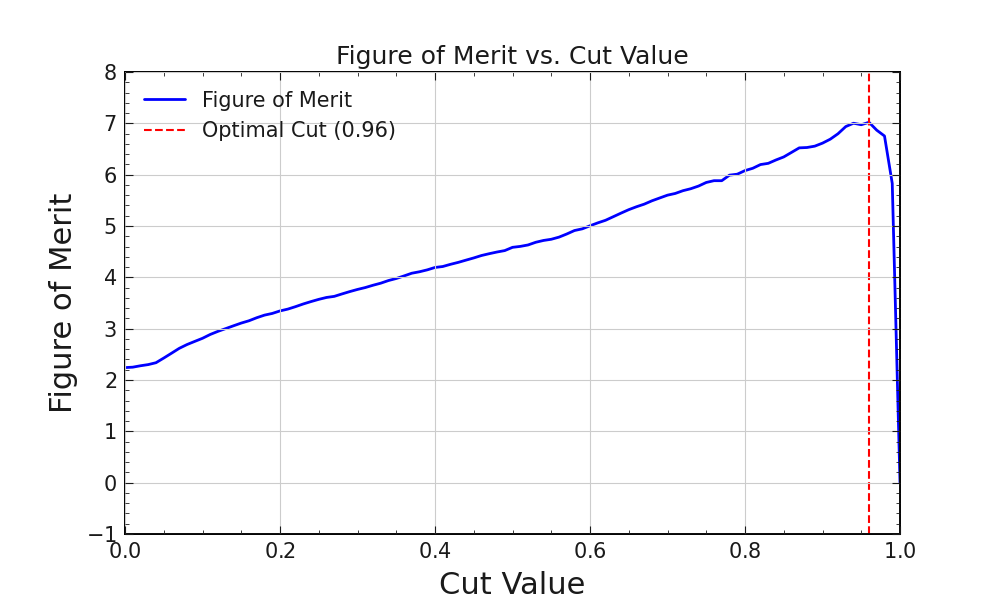 Figure of Merit vs. Cut Value
8
7
6
5
4
3
2
1
0
−1
Figure of Merit
Figure of Merit
Optimal Cut (0.96)
0.0 0.2 0.4 0.6 0.8 1.0
Cut Value